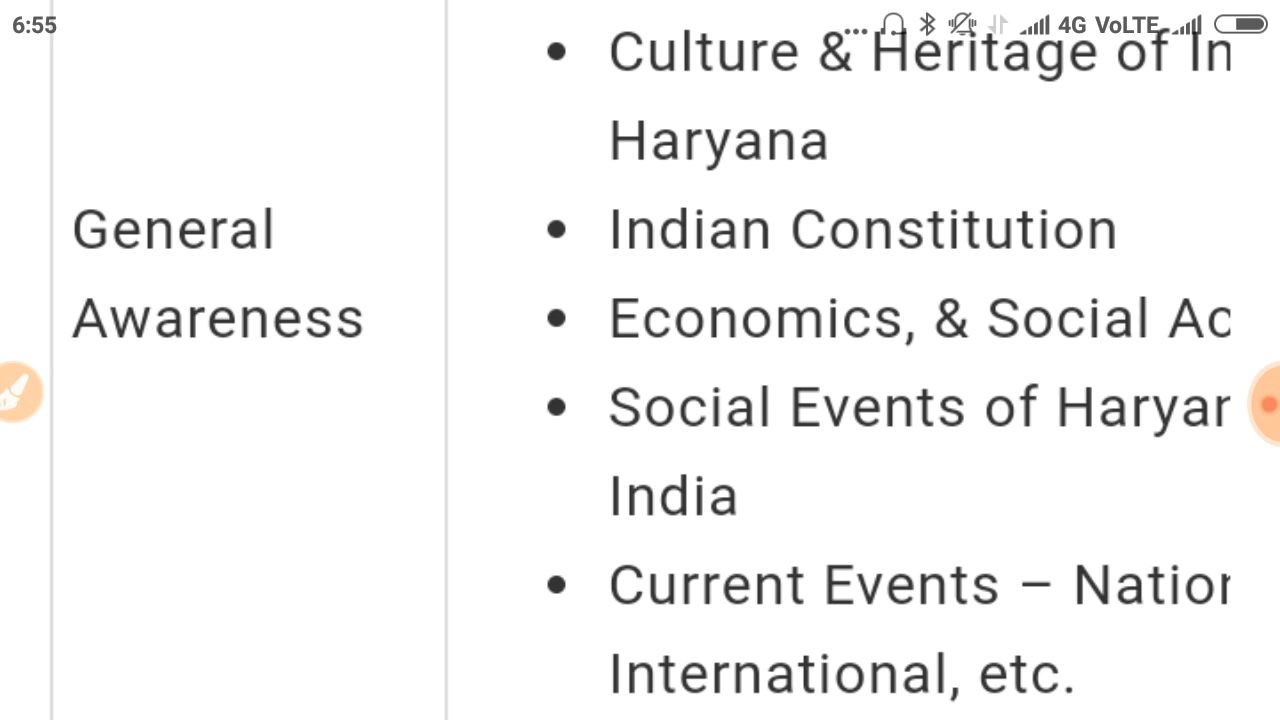 6:55
4G VoLTE
Culture & Heritage of In
Haryana
General
Awareness
• Indian Constitution
• Economics, & Social Ac
• Social Events of Haryar
India
• Current Events – Nation
International, etc.